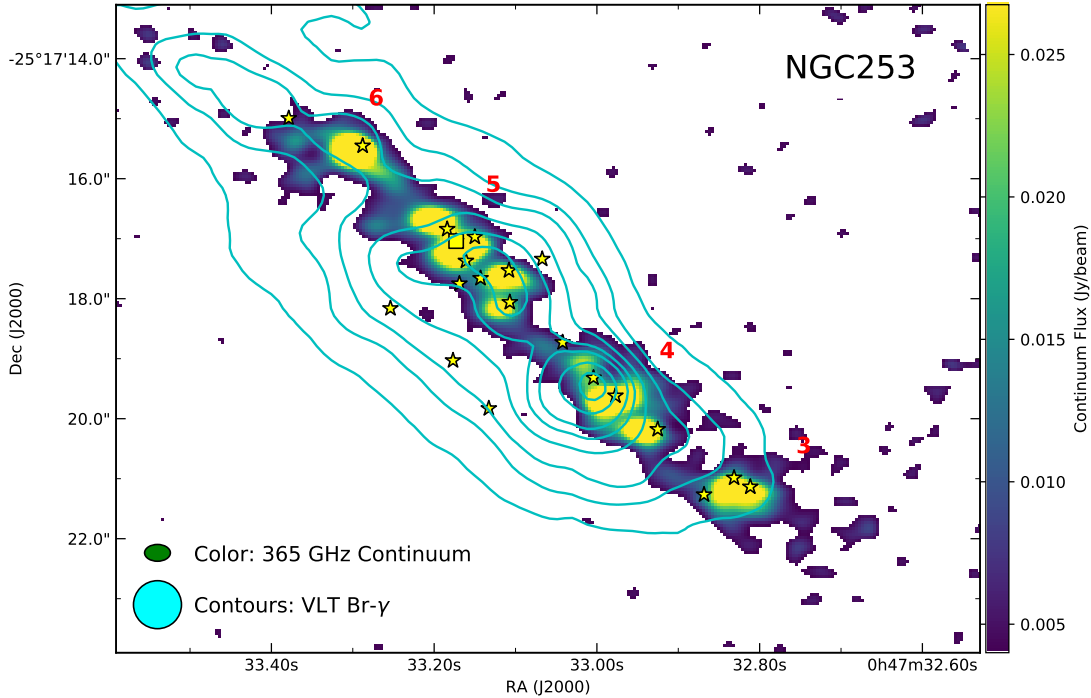 NGC253
6
5
4
3
-25°17'14.0"
16.0"
18.0"
20.0"
22.0"
Dec (J2000)
Color: 365 GHz Continuum
Contours: VLT Br-γ
33.40s 33.20s 33.00s 32.80s 0h47m32.60s
RA (J2000)
0.025
0.020
0.015
0.010
0.005
Continuum Flux (Jy/beam)